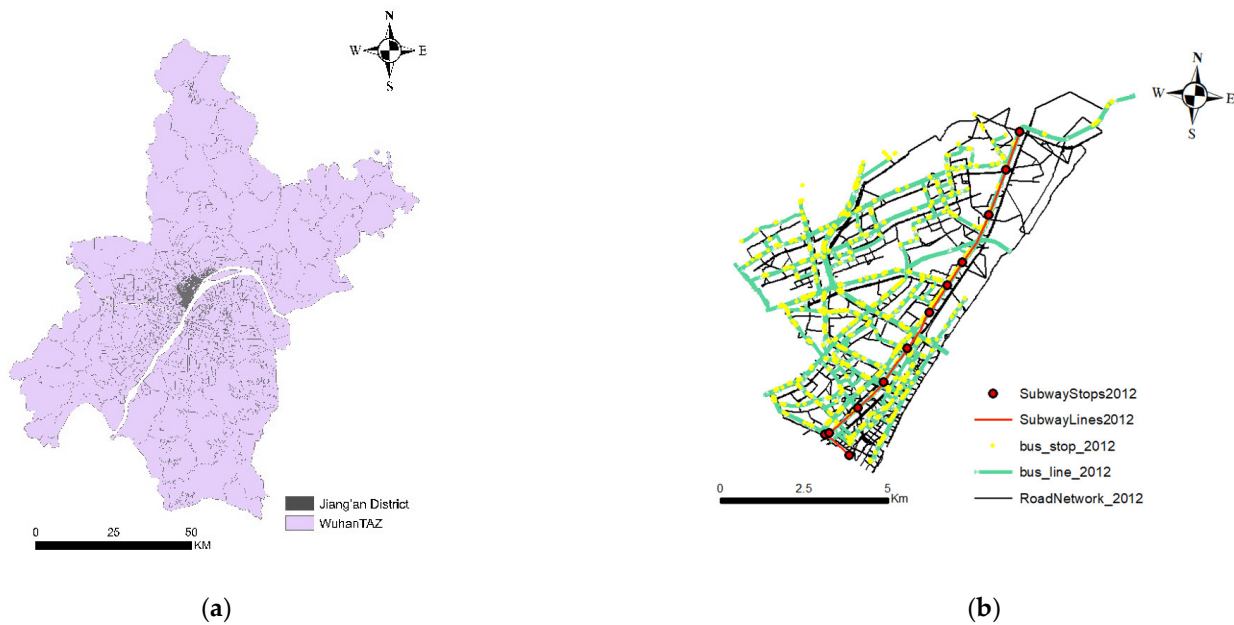 N
W E
S
Jiang'an District
WuhanTAZ
0 25 50
KM
(a)
N
W E
S
SubwayStops2012
SubwayLines2012
bus_stop_2012
bus_line_2012
RoadNetwork_2012
0 2.5 5
Km
(b)